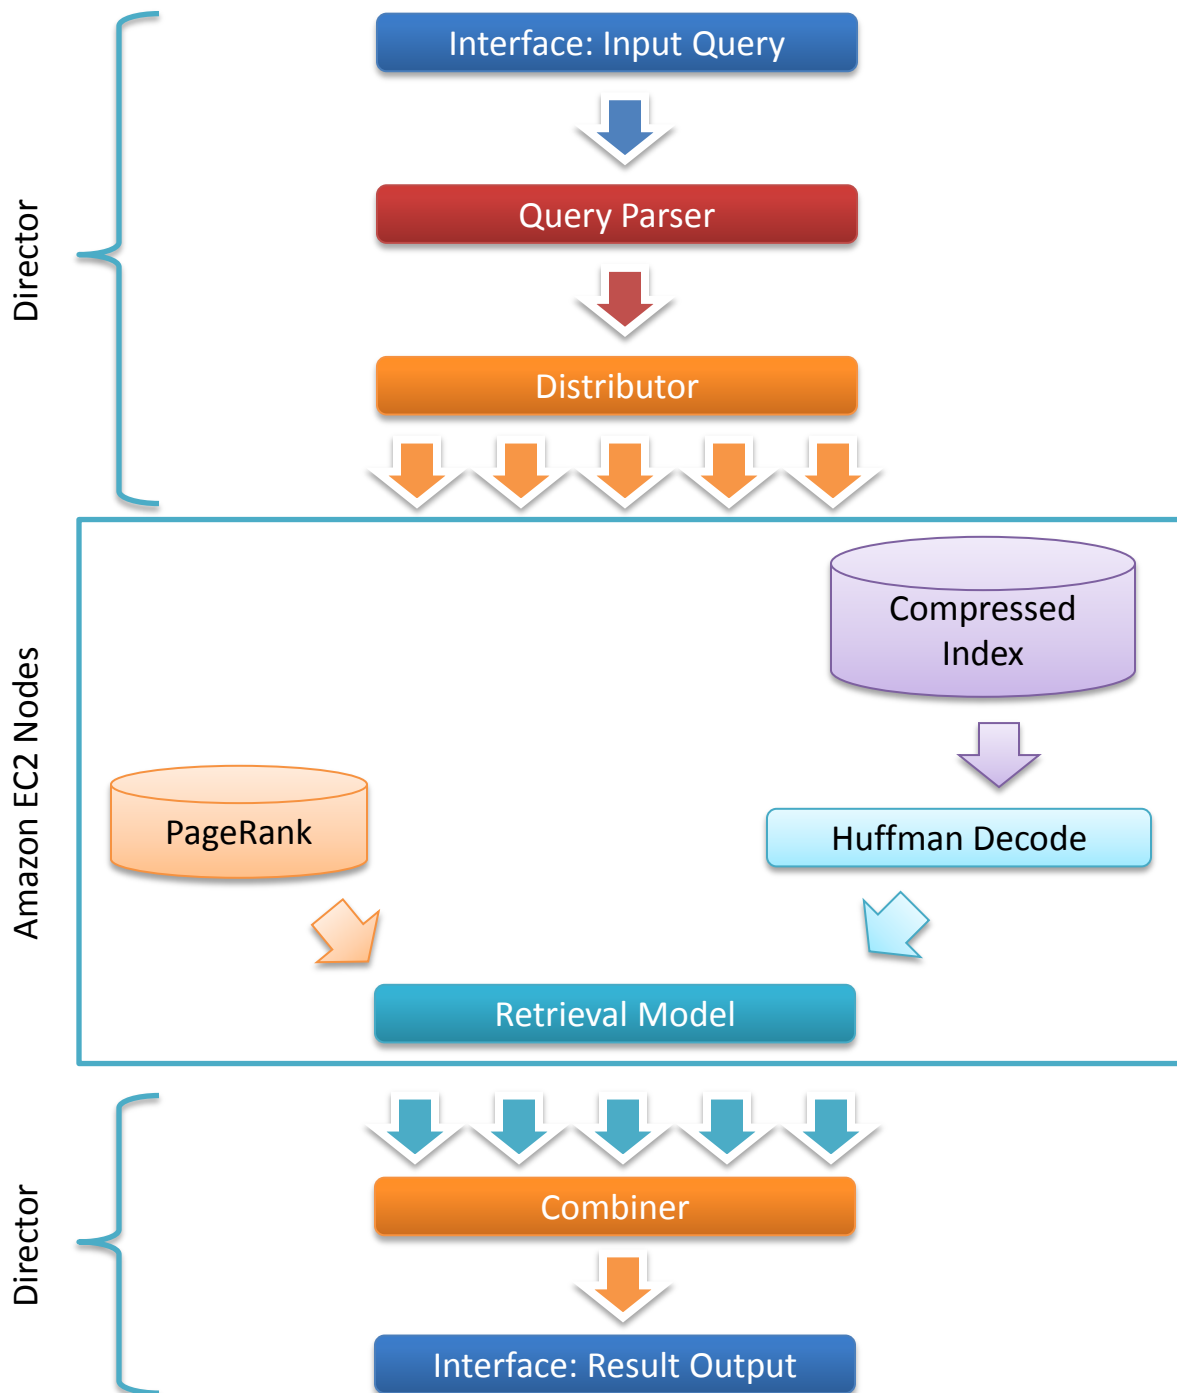 Interface: Input Query
Director
Query Parser
Distributor
Amazon EC2 Nodes
Compressed
Index
PageRank
Huffman Decode
Retrieval Model
Director
Combiner
Interface: Result Output